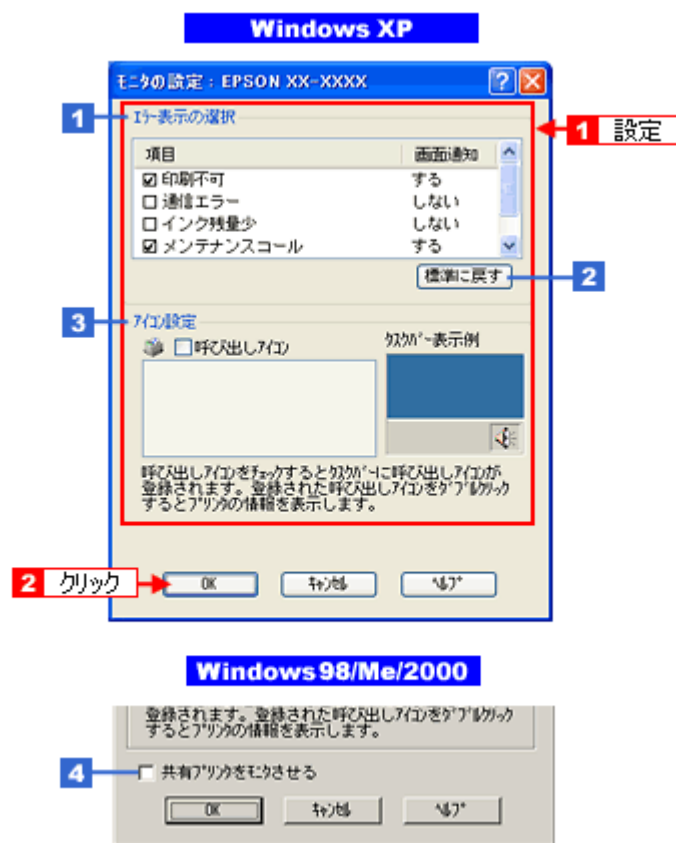 Windows XP
モニタの設定 : EPSON XX-XXXX
1 エラー表示の選択
1 設定
項目 画面通知
印刷不可 する
通信エラー しない
インク残量少 しない
メンテナンスコール する
標準に戻す 2
3 アイコン設定
呼び出しアイコン タスクバー表示例
呼び出しアイコンをチェックするとタスクバーに呼び出しアイコンが
登録されます。登録された呼び出しアイコンをダブルクリック
するとプリンタの情報を表示します。
2 クリック OK キャンセル ヘルプ
Windows 98/Me/2000
登録されます。登録された呼び出しアイコンをダブルクリック
するとプリンタの情報を表示します。
4 共有プリンタをモニタさせる
OK キャンセル ヘルプ